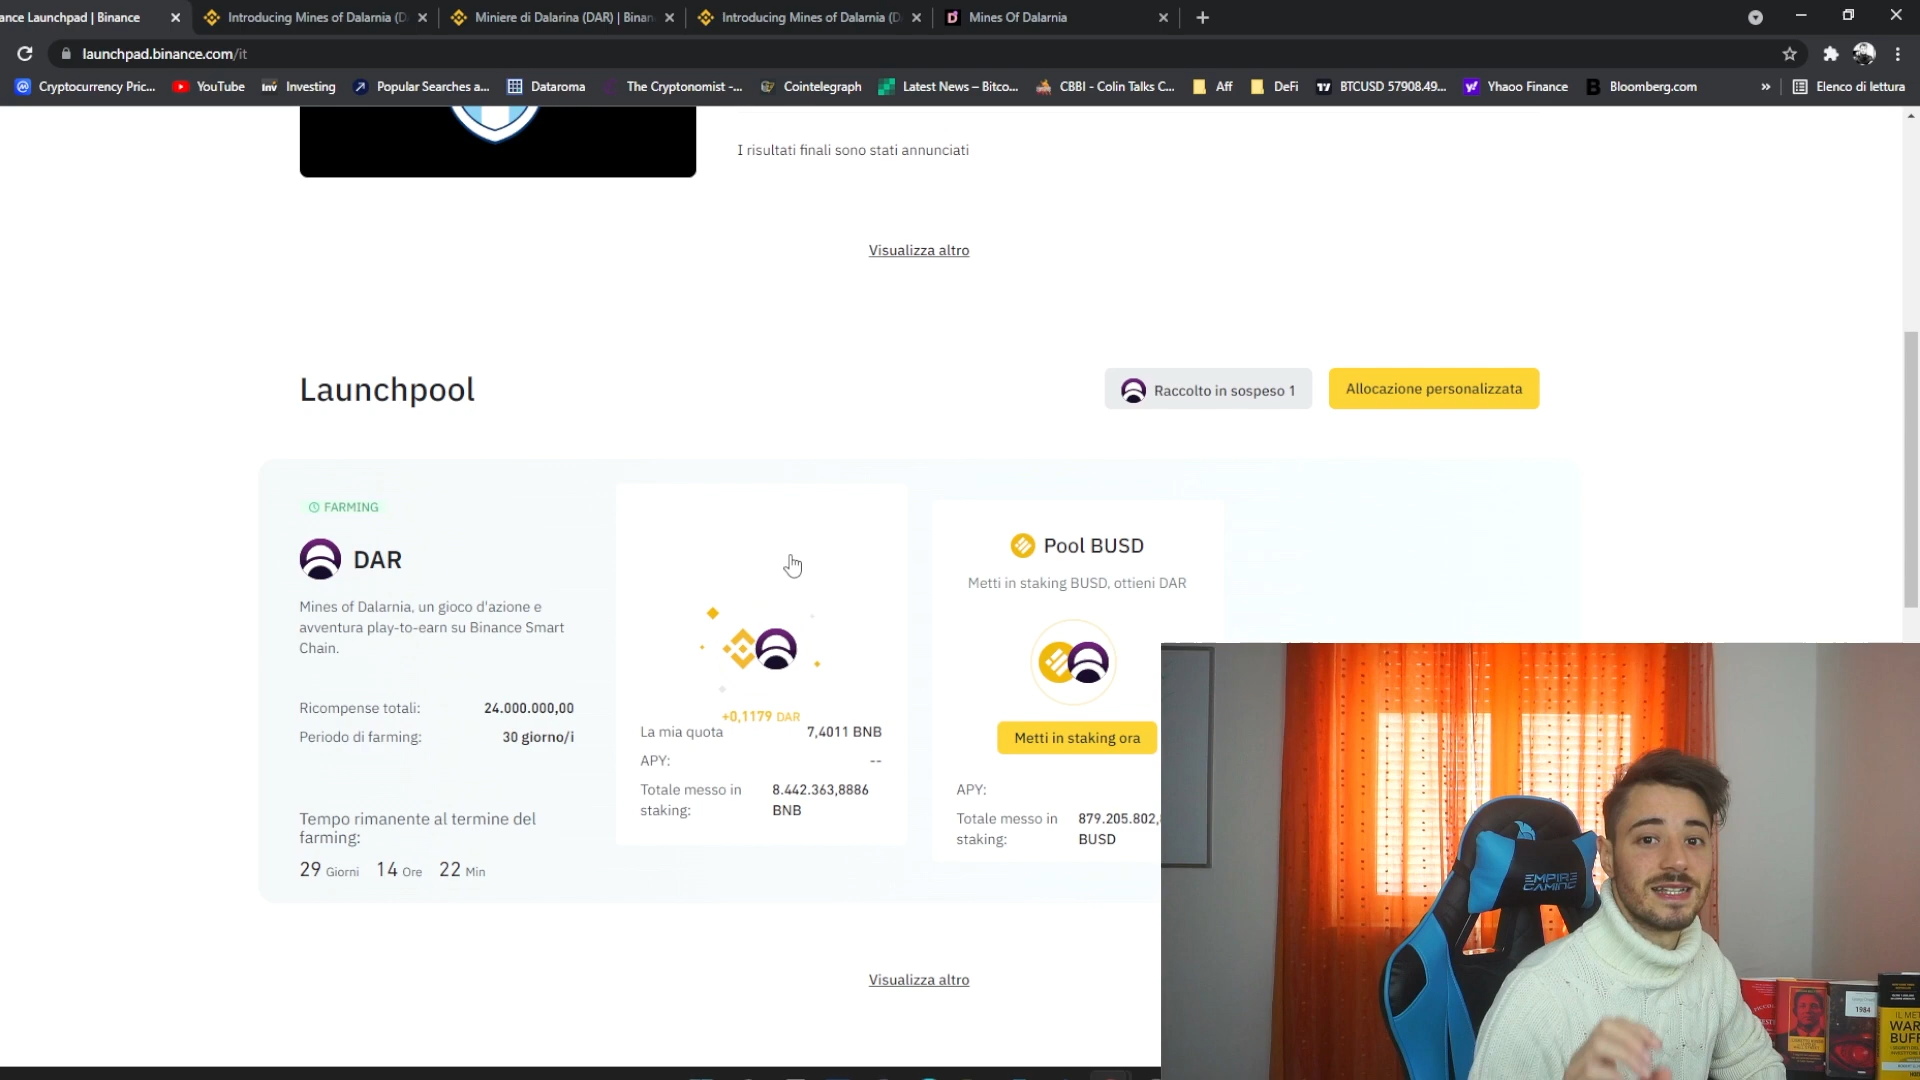 ance Launchpad | Binance
Introducing Mines of Dalarnia (D
Miniere di Dalarina (DAR) | Binan
Introducing Mines of Dalarnia (D
Mines Of Dalarnia
launchpad.binance.com/it
Cryptocurrency Pric...
YouTube
Investing
Popular Searches a...
Dataroma
The Cryptonomist -...
Cointelegraph
Latest News – Bitco...
CBBI - Colin Talks C...
Aff
DeFi
BTCUSD 57908.49...
Yhaoo Finance
Bloomberg.com
»
Elenco di lettura
I risultati finali sono stati annunciati
Visualizza altro
Launchpool
Raccolto in sospeso 1
Allocazione personalizzata
FARMING
DAR
Mines of Dalarnia, un gioco d'azione e
avventura play-to-earn su Binance Smart
Chain.
Ricompense totali: 24.000.000,00
Periodo di farming: 30 giorno/i
Tempo rimanente al termine del
farming:
29 Giorni 14 Ore 22 Min
+0,1179 DAR
La mia quota 7,4011 BNB
APY: --
Totale messo in 8.442.363,8886
staking: BNB
Pool BUSD
Metti in staking BUSD, ottieni DAR
Metti in staking ora
APY:
Totale messo in 879.205.802,
staking: BUSD
Visualizza altro
EMPIRE
GAMING
1984
IL MET
WAR
BUFF